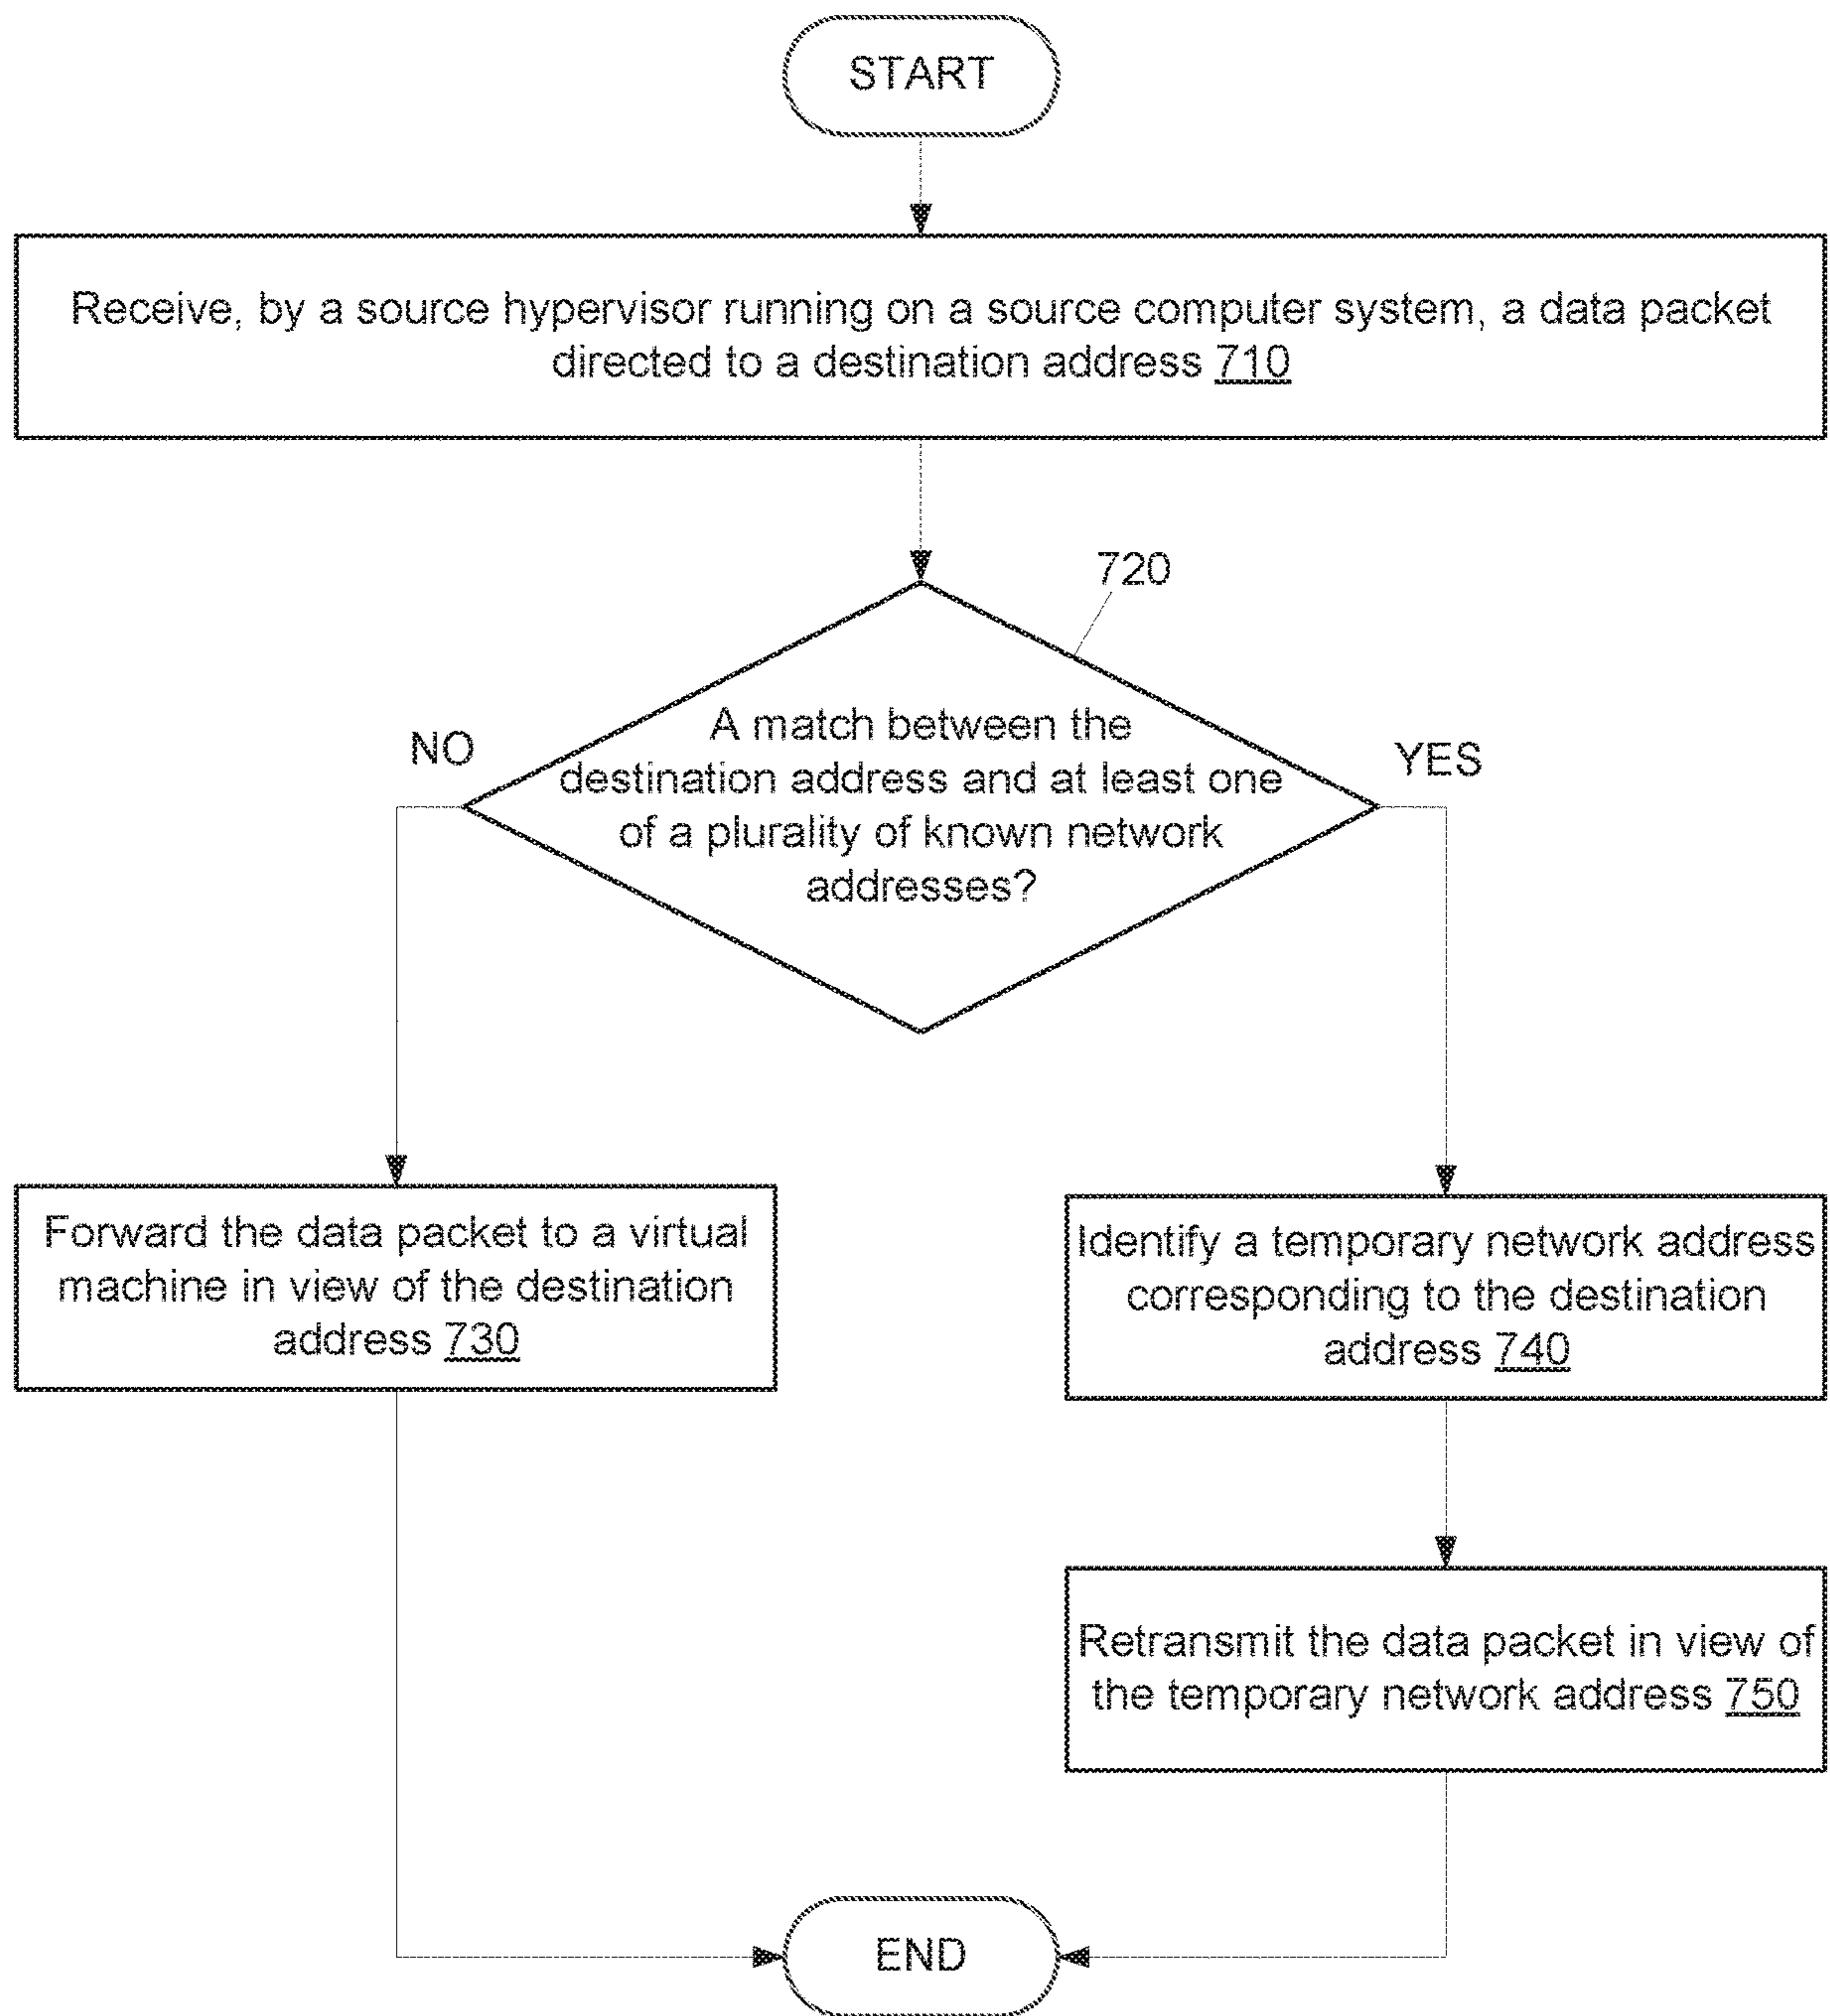 START
Receive, by a source hypervisor running on a source computer system, a data packet
directed to a destination address 710
720
NO
YES
A match between the
destination address and at least one
of a plurality of known network
addresses?
Forward the data packet to a virtual
machine in view of the destination
address 730
Identify a temporary network address
corresponding to the destination
address 740
Retransmit the data packet in view of
the temporary network address 750
END